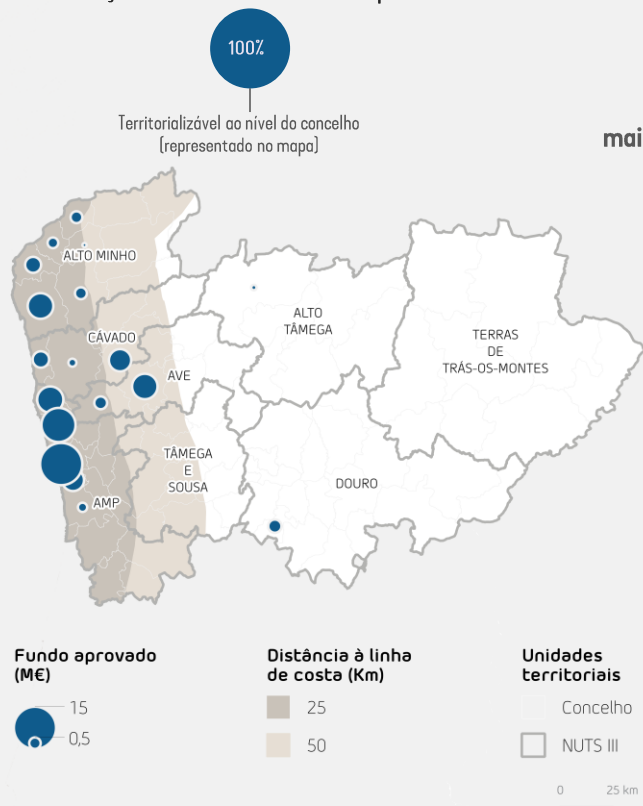 100%
Territorializável ao nível do concelho
(representado no mapa)
mai
ALTO MINHO
CÁVADO
AVE
ALTO
TÂMEGA
TERRAS
DE
TRÁS-OS-MONTES
TÂMEGA
E
SOUSA
DOURO
AMP
Fundo aprovado
(M€)
15
0,5
Distância à linha
de costa (Km)
25
50
Unidades
territoriais
Concelho
NUTS III
0 25 km